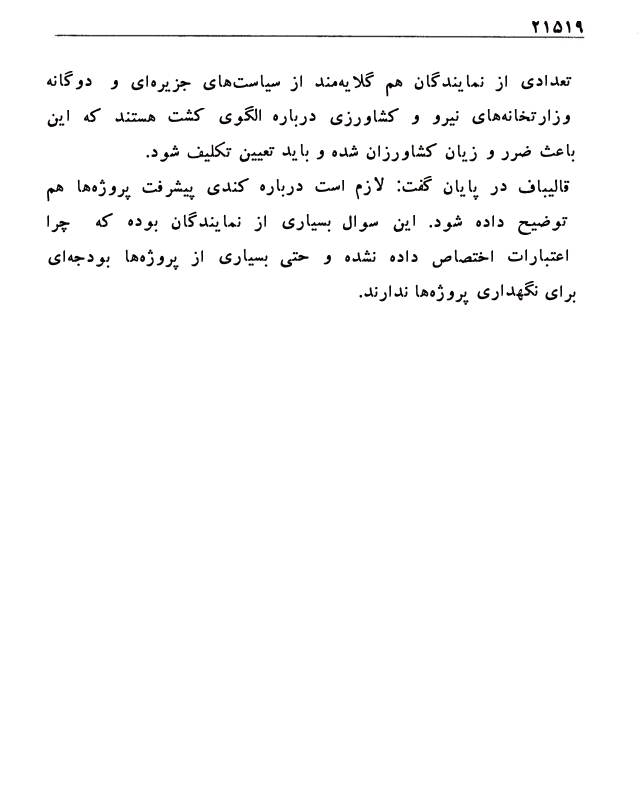 ۲۱۵۱۹
تعدادی از نمایندگان هم گلایه‌مند از سیاست‌های جزیره‌ای و دوگانه
وزارتخانه‌های نیرو و کشاورزی درباره الگوی کشت هستند که این
باعث ضرر و زیان کشاورزان شده و باید تعیین تکلیف شود.
قالیباف در پایان گفت: لازم است درباره کندی پیشرفت پروژه‌ها هم
توضیح داده شود. این سوال بسیاری از نمایندگان بوده که چرا
اعتبارات اختصاص داده نشده و حتی بسیاری از پروژه‌ها بودجه‌ای
برای نگهداری پروژه‌ها ندارند.